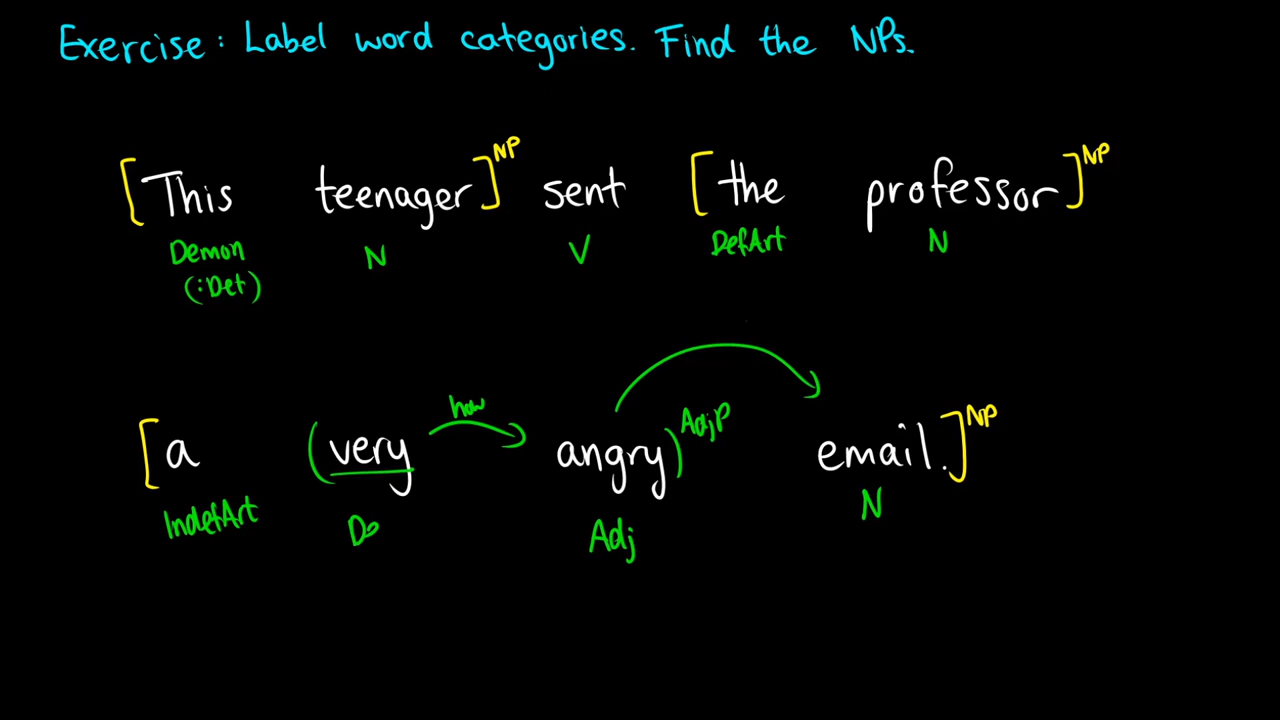 Exercise: Label word categories. Find the NPs.
[This teenager]NP sent [the professor]NP
Demon N V DefArt N
(:Det)
how
[a (very angry)AdjP email.]NP
IndefArt De Adj N